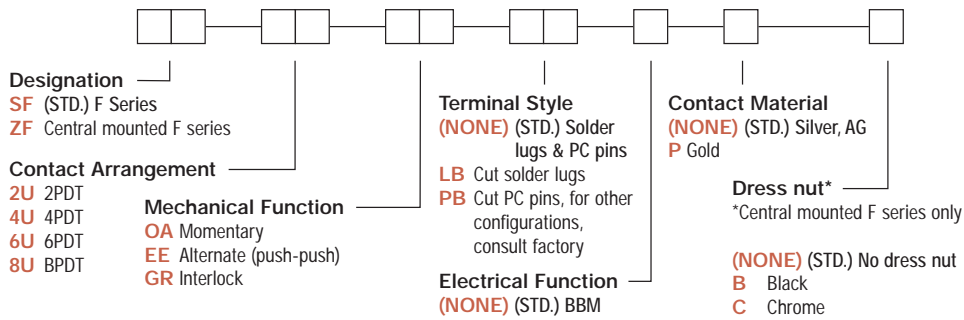 Designation
SF (STD.) F Series
ZF Central mounted F series
Contact Arrangement
2U 2PDT
4U 4PDT
6U 6PDT
8U BPDT
Mechanical Function
OA Momentary
EE Alternate (push-push)
GR Interlock
Terminal Style
(NONE) (STD.) Solder
lugs & PC pins
LB Cut solder lugs
PB Cut PC pins, for other
configurations,
consult factory
Electrical Function
(NONE) (STD.) BBM
Contact Material
(NONE) (STD.) Silver, AG
P Gold
Dress nut*
*Central mounted F series only
(NONE) (STD.) No dress nut
B Black
C Chrome